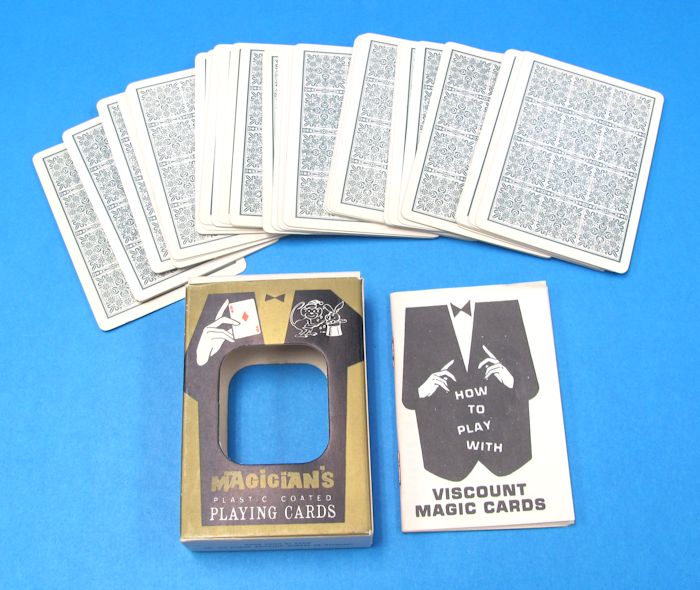 MAGICIAN'S
PLASTIC COATED
PLAYING CARDS
HOW
TO
PLAY
WITH
VISCOUNT
MAGIC CARDS